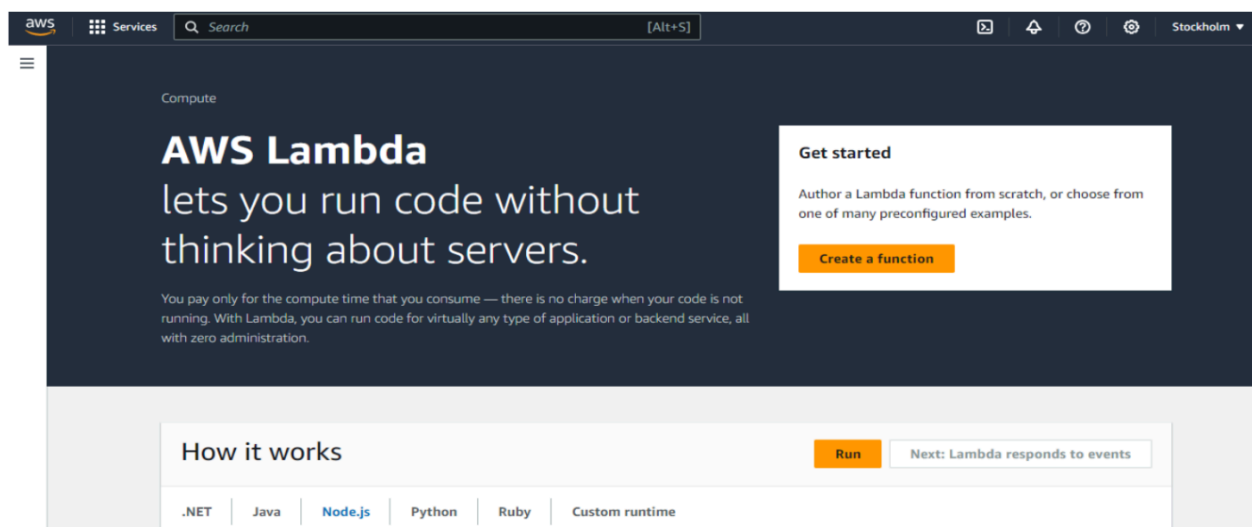 aws Services Search [Alt+S] Stockholm
Compute
AWS Lambda
lets you run code without
thinking about servers.
You pay only for the compute time that you consume — there is no charge when your code is not
running. With Lambda, you can run code for virtually any type of application or backend service, all
with zero administration.
Get started
Author a Lambda function from scratch, or choose from
one of many preconfigured examples.
Create a function
How it works
Run Next: Lambda responds to events
.NET Java Node.js Python Ruby Custom runtime